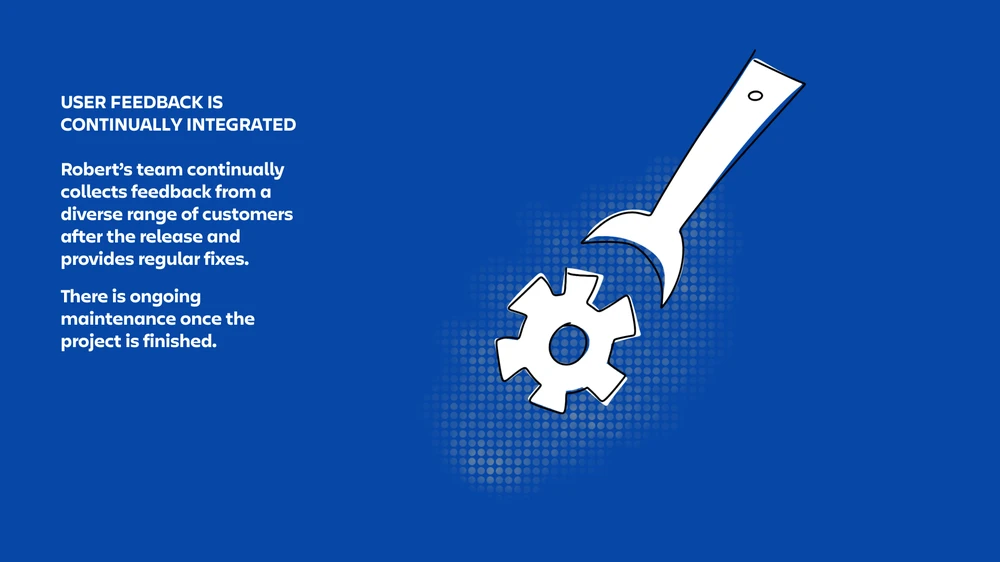 USER FEEDBACK IS
CONTINUALLY INTEGRATED
Robert’s team continually
collects feedback from a
diverse range of customers
after the release and
provides regular fixes.
There is ongoing
maintenance once the
project is finished.